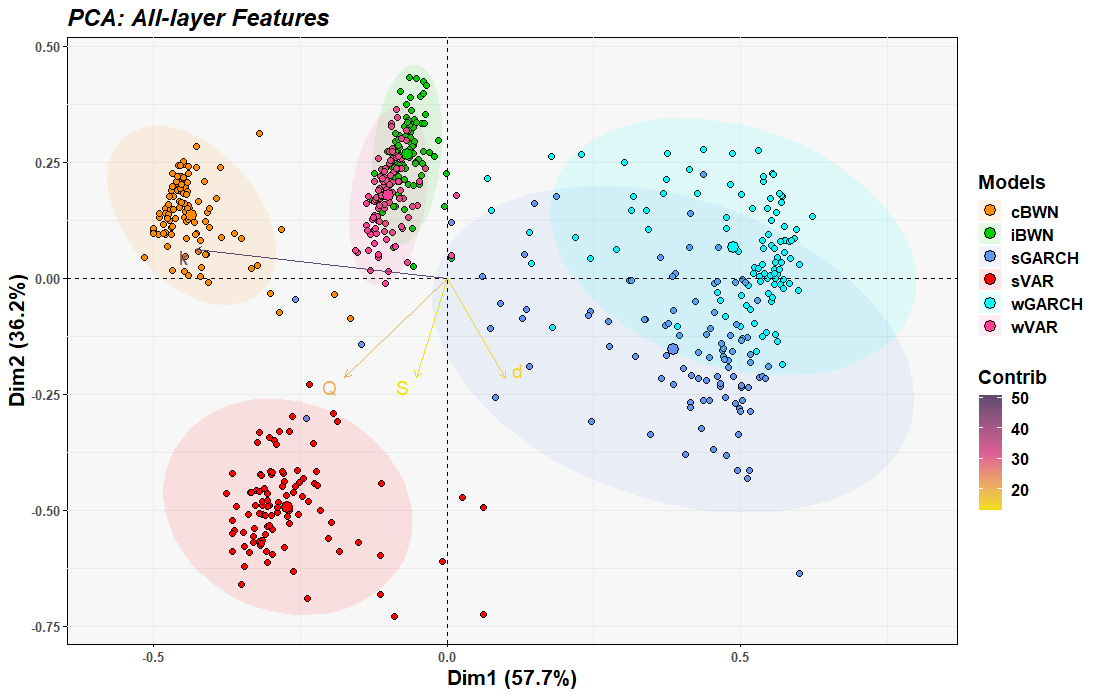 PCA: All-layer Features
0.50
0.25
0.00
-0.25
-0.50
-0.75
Dim2 (36.2%)
k
Q
S
d
-0.5
0.0
0.5
Dim1 (57.7%)
Models
cBWN
iBWN
sGARCH
sVAR
wGARCH
wVAR
Contrib
50
40
30
20